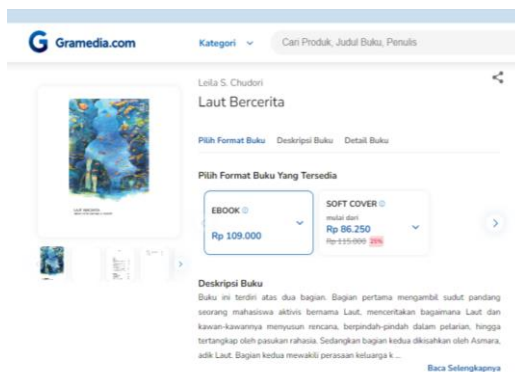 Gramedia.com
Kategori
Cari Produk, Judul Buku, Penulis
Leila S. Chudori
Laut Bercerita
Pilih Format Buku Deskripsi Buku Detail Buku
Pilih Format Buku Yang Tersedia
EBOOK
Rp 109.000
SOFT COVER
mulai dari
Rp 86.250
Rp 115.000 25%
Deskripsi Buku
Buku ini terdiri atas dua bagian. Bagian pertama mengambil sudut pandang
seorang mahasiswa aktivis bernama Laut, menceritakan bagaimana Laut dan
kawan-kawannya menyusun rencana, berpindah-pindah dalam pelarian, hingga
tertangkap oleh pasukan rahasia. Sedangkan bagian kedua dikisahkan oleh Asmara,
adik Laut. Bagian kedua mewakili perasaan keluarga k ...
Baca Selengkapnya